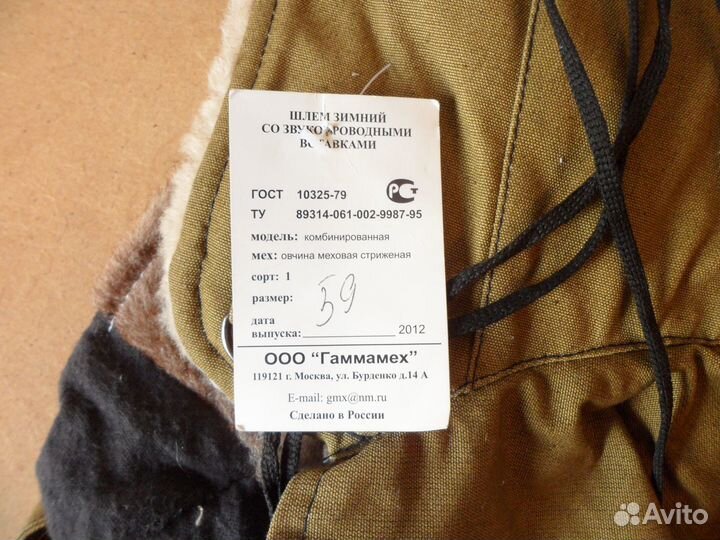 ШЛЕМ ЗИМНИЙ
СО ЗВУКОПРОВОДНЫМИ
ВСТАВКАМИ
ГОСТ 10325-79
РСТ
ТУ 89314-061-002-9987-95
модель: комбинированная
мех: овчина меховая стриженая
сорт: 1
размер: 59
дата
выпуска: 2012
ООО "Гаммамех"
119121 г. Москва, ул. Бурденко д.14 А
E-mail: gmx@nm.ru
Сделано в России
Avito